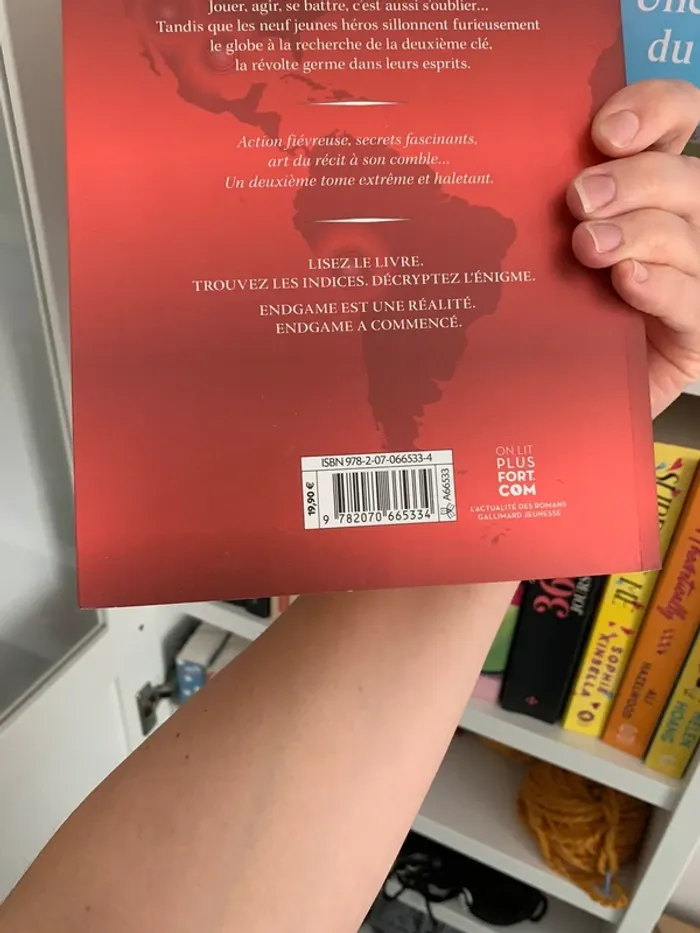 Jouer, agir, se battre, c'est aussi s'oublier...
Tandis que les neuf jeunes héros sillonnent furieusement
le globe à la recherche de la deuxième clé,
la révolte germe dans leurs esprits.
Action fiévreuse, secrets fascinants,
art du récit à son comble...
Un deuxième tome extrême et haletant.
LISEZ LE LIVRE.
TROUVEZ LES INDICES. DÉCRYPTEZ L'ÉNIGME.
ENDGAME EST UNE RÉALITÉ.
ENDGAME A COMMENCÉ.
ISBN 978-2-07-066533-4
19,90 €
9 782070 665334
A66533
ON LIT
PLUS
FORT.
COM
L'ACTUALITÉ DES ROMANS
GALLIMARD JEUNESSE
du
SOPHIE
KINSELLA
ALI
HAZELWOOD
HELEN
HOANG